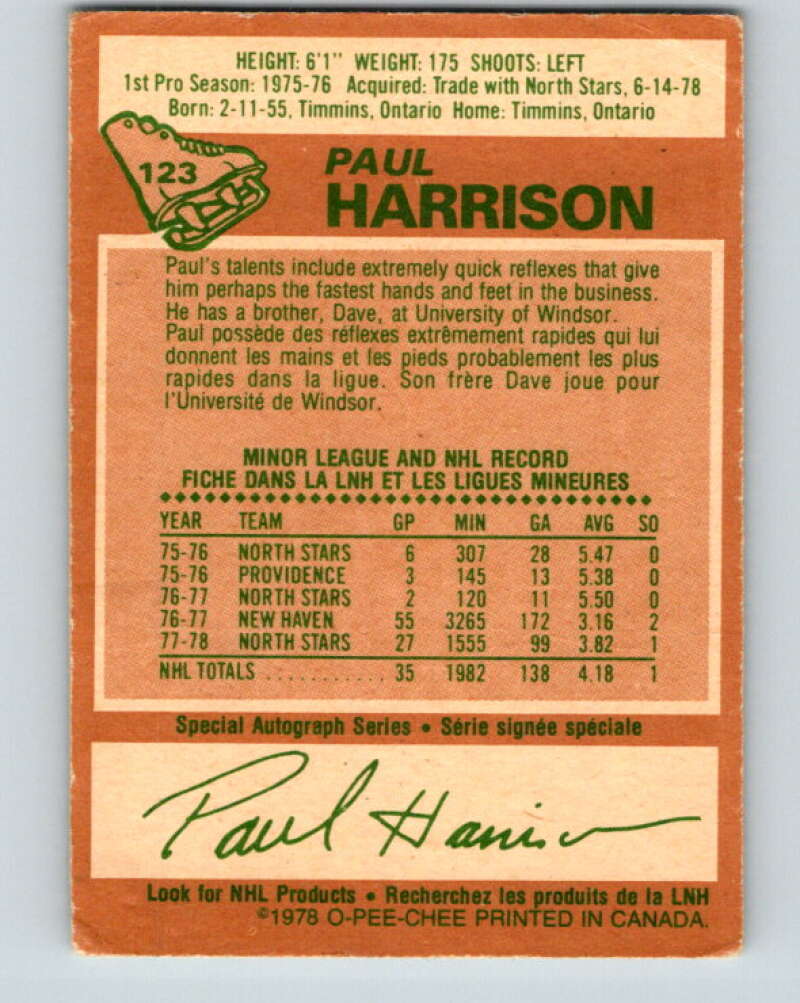 HEIGHT: 6'1" WEIGHT: 175 SHOOTS: LEFT
1st Pro Season: 1975-76 Acquired: Trade with North Stars, 6-14-78
Born: 2-11-55, Timmins, Ontario Home: Timmins, Ontario
123
PAUL
HARRISON
Paul's talents include extremely quick reflexes that give
him perhaps the fastest hands and feet in the business.
He has a brother, Dave, at University of Windsor.
Paul possède des réflexes extrêmement rapides qui lui
donnent les mains et les pieds probablement les plus
rapides dans la ligue. Son frère Dave joue pour
l'Université de Windsor.
MINOR LEAGUE AND NHL RECORD
FICHE DANS LA LNH ET LES LIGUES MINEURES
YEAR TEAM GP MIN GA AVG SO
75-76 NORTH STARS 6 307 28 5.47 0
75-76 PROVIDENCE 3 145 13 5.38 0
76-77 NORTH STARS 2 120 11 5.50 0
76-77 NEW HAVEN 55 3265 172 3.16 2
77-78 NORTH STARS 27 1555 99 3.82 1
NHL TOTALS ........... 35 1982 138 4.18 1
Special Autograph Series • Série signée spéciale
Paul Harrison
Look for NHL Products • Recherchez les produits de la LNH
©1978 O-PEE-CHEE PRINTED IN CANADA.